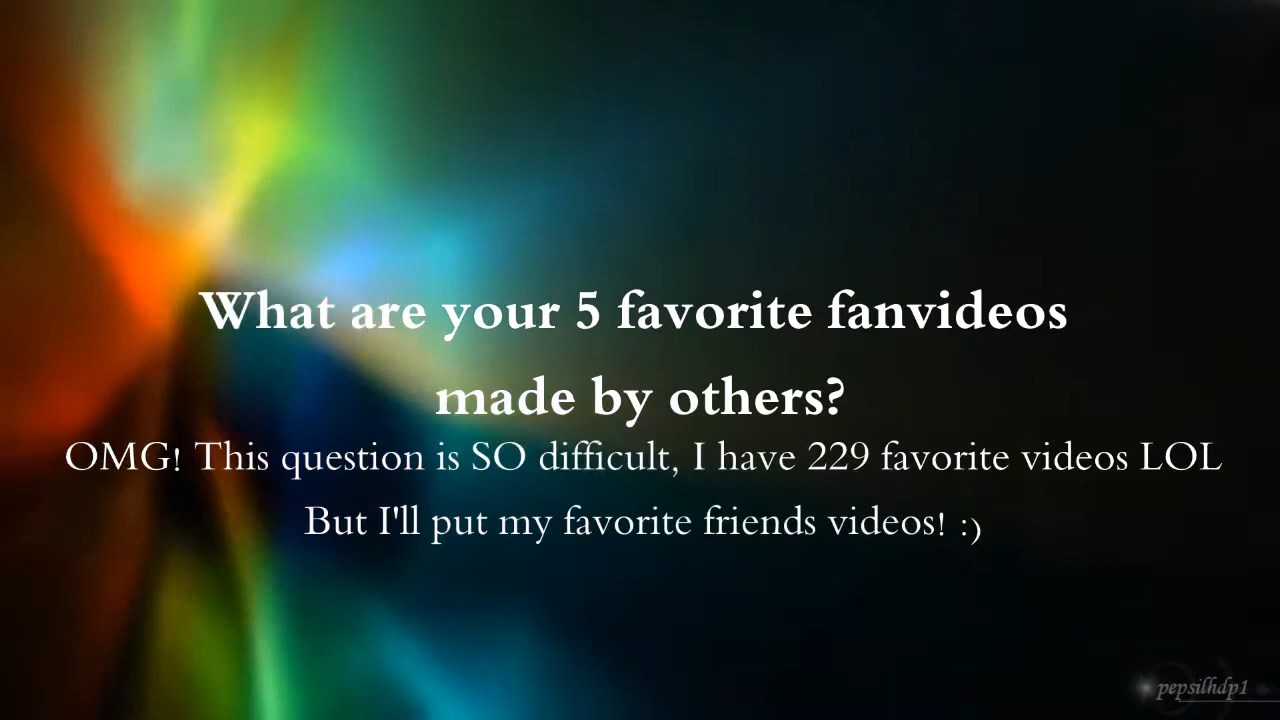 What are your 5 favorite fanvideos
made by others?
OMG! This question is SO difficult, I have 229 favorite videos LOL
But I'll put my favorite friends videos! :)
pepsilhdp1